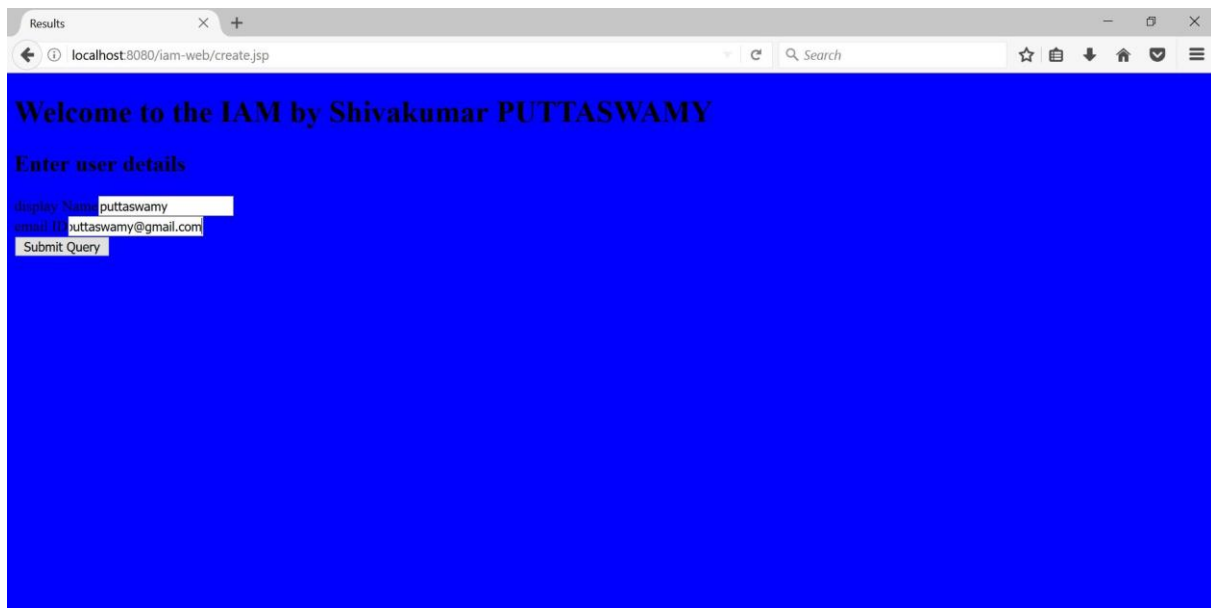 Results
localhost:8080/iam-web/create.jsp
Search
Welcome to the IAM by Shivakumar PUTTASWAMY
Enter user details
display Name puttaswamy
email ID uttaswamy@gmail.com
Submit Query